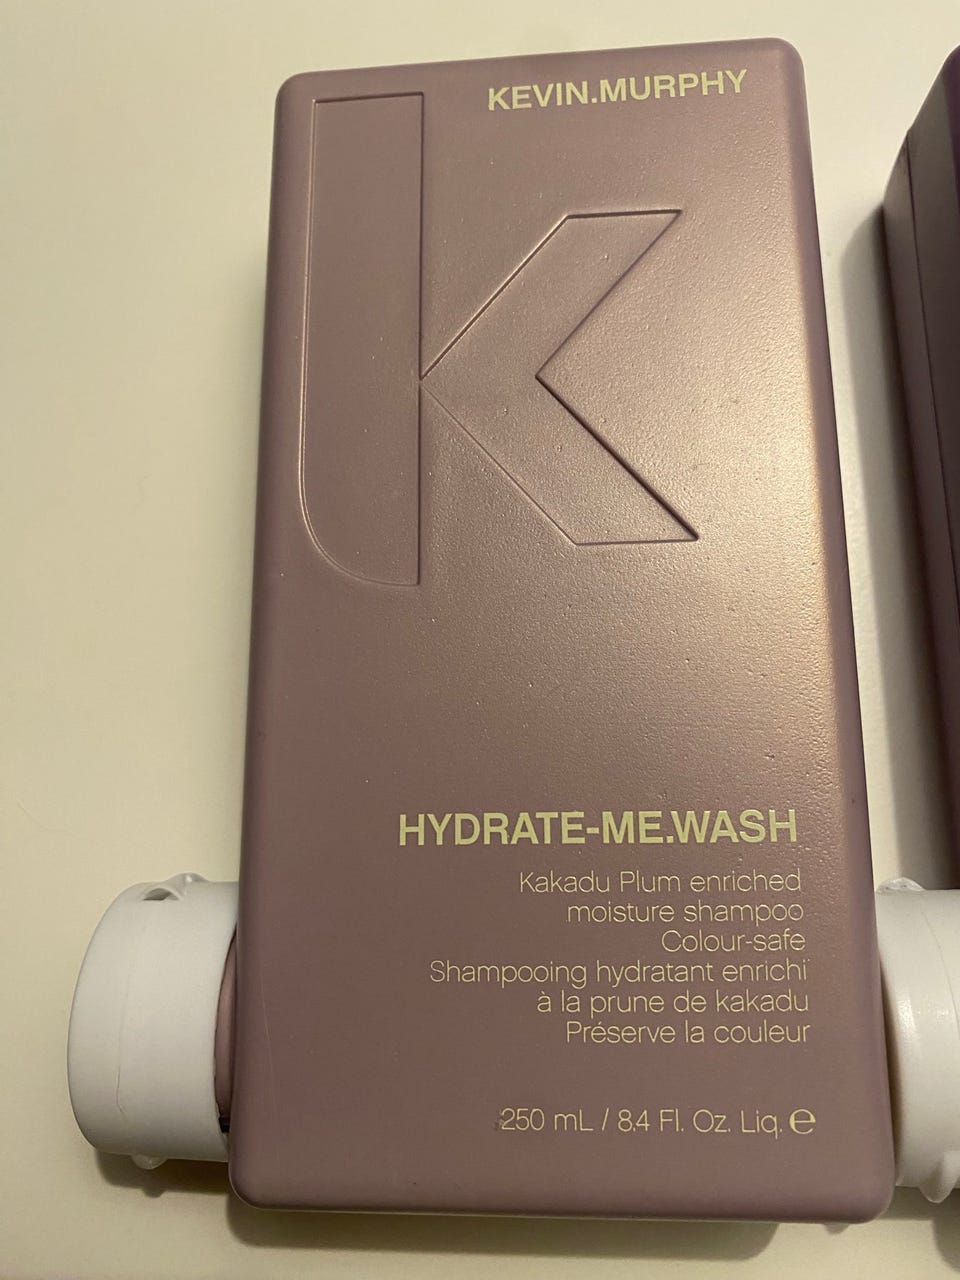 KEVIN.MURPHY
K
HYDRATE-ME.WASH
Kakadu Plum enriched
moisture shampoo
Colour-safe
Shampooing hydratant enrichi
à la prune de kakadu
Préserve la couleur
250 mL / 8.4 Fl. Oz. Liq. ℮